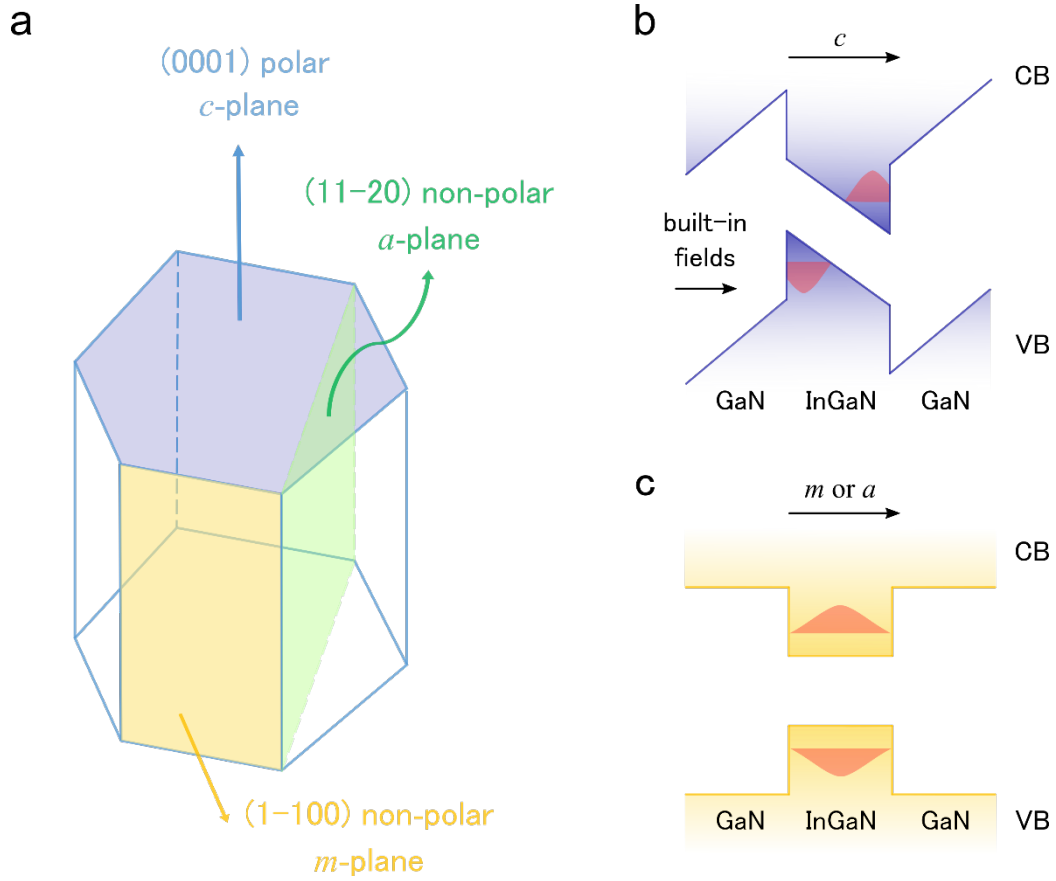 a
(0001) polar
c-plane
(11-20) non-polar
a-plane
(1-100) non-polar
m-plane
b
c
CB
built-in
fields
VB
GaN InGaN GaN
c
m or a
CB
GaN InGaN GaN
VB